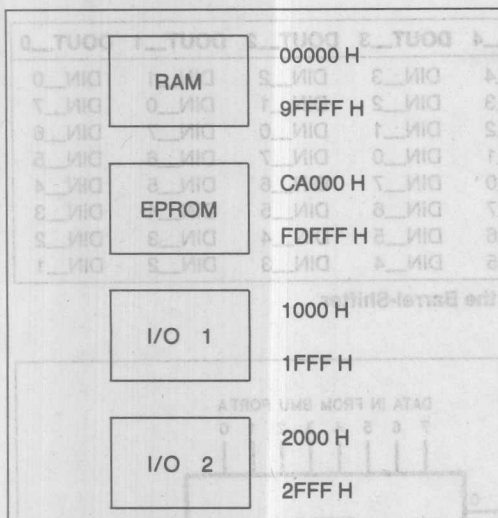 00000 H
RAM
9FFFF H
CA000 H
EPROM
FDFFF H
1000 H
I/O 1
1FFF H
2000 H
I/O 2
2FFF H